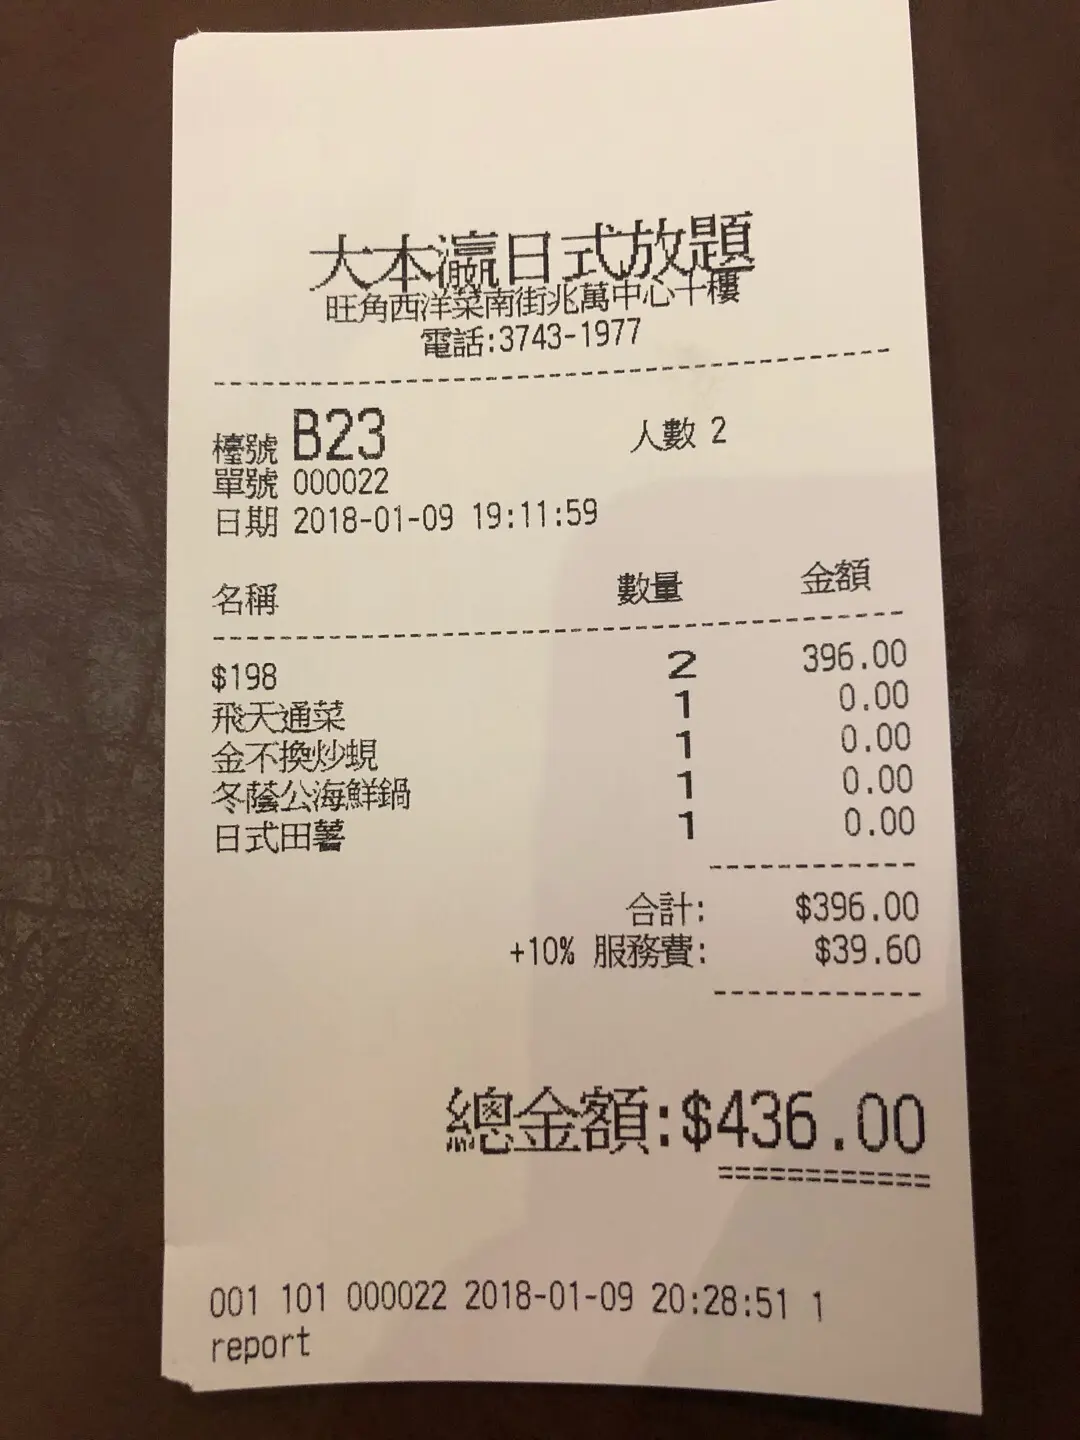 大本瀛日式放題
旺角西洋菜南街兆萬中心十樓
電話:3743-1977
檯號 B23 人數 2
單號 000022
日期 2018-01-09 19:11:59
名稱 數量 金額
$198 2 396.00
飛天通菜 1 0.00
金不換炒蜆 1 0.00
冬蔭公海鮮鍋 1 0.00
日式田薯 1 0.00
合計: $396.00
+10% 服務費: $39.60
總金額:$436.00
============
001 101 000022 2018-01-09 20:28:51 1
report